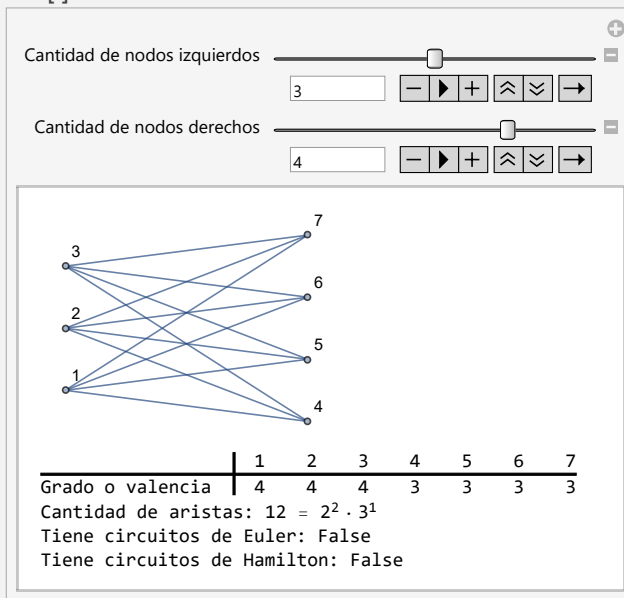 Cantidad de nodos izquierdos
3
Cantidad de nodos derechos
4
7
3
6
2
5
1
4
1 2 3 4 5 6 7
Grado o valencia 4 4 4 3 3 3 3
Cantidad de aristas: 12 = 2² · 3¹
Tiene circuitos de Euler: False
Tiene circuitos de Hamilton: False